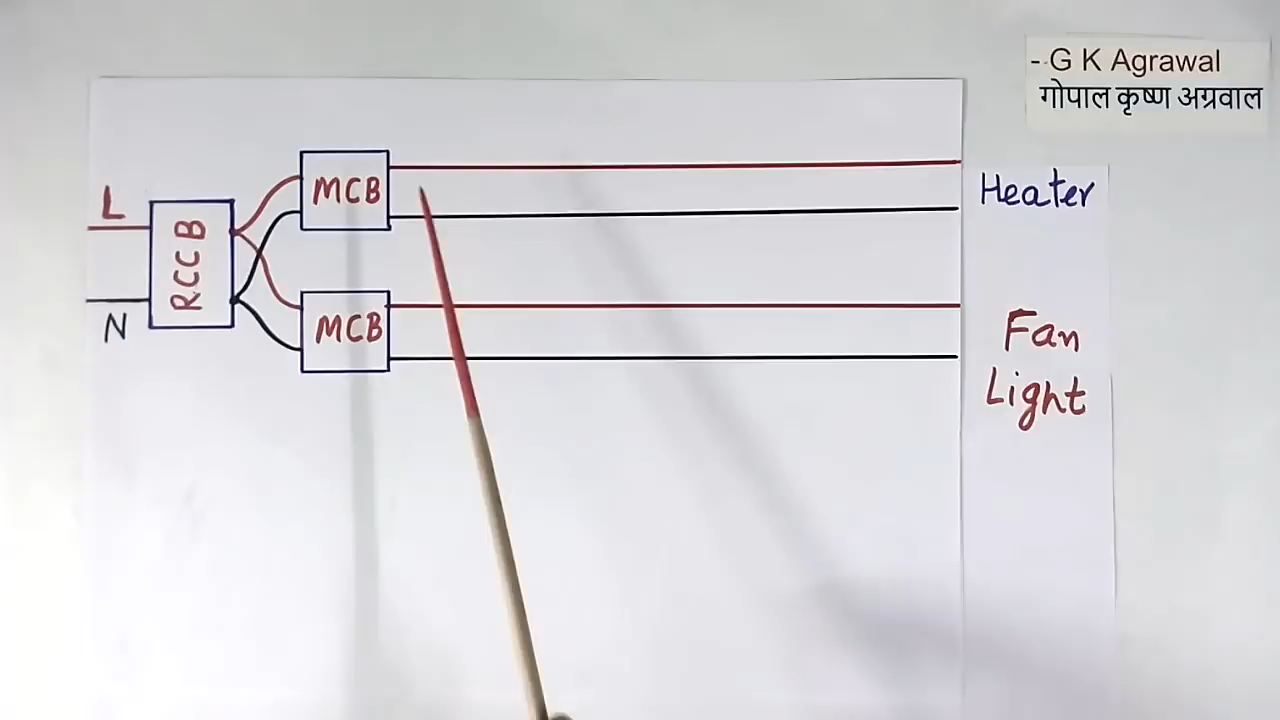 - G K Agrawal
गोपाल कृष्ण अग्रवाल
L
N
RCCB
MCB
MCB
Heater
Fan
Light